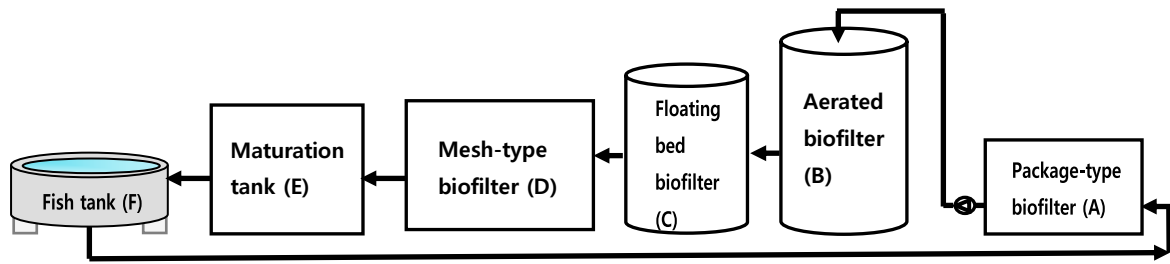 Fish tank (F)
Maturation
tank (E)
Mesh-type
biofilter (D)
Floating
bed
biofilter
(C)
Aerated
biofilter
(B)
Package-type
biofilter (A)